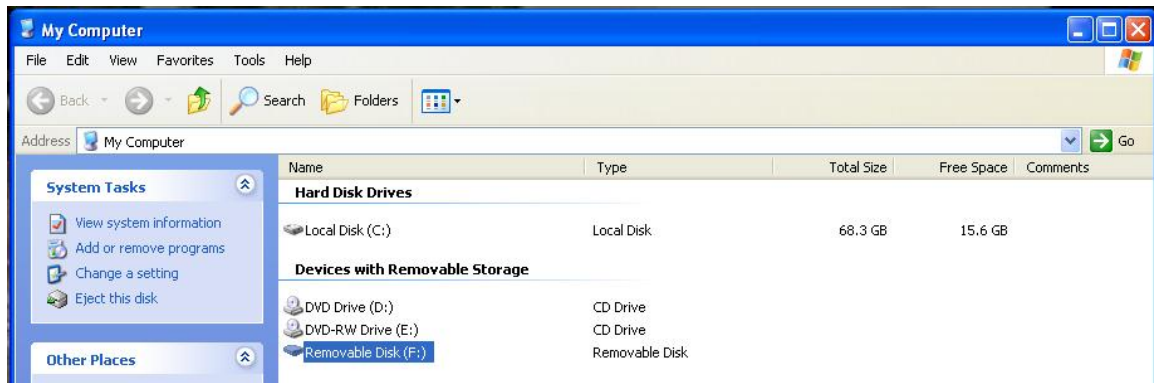 My Computer
File Edit View Favorites Tools Help
Back Search Folders
Address My Computer Go
Name Type Total Size Free Space Comments
System Tasks
View system information
Add or remove programs
Change a setting
Eject this disk
Other Places
Hard Disk Drives
Local Disk (C:) Local Disk 68.3 GB 15.6 GB
Devices with Removable Storage
DVD Drive (D:) CD Drive
DVD-RW Drive (E:) CD Drive
Removable Disk (F:) Removable Disk